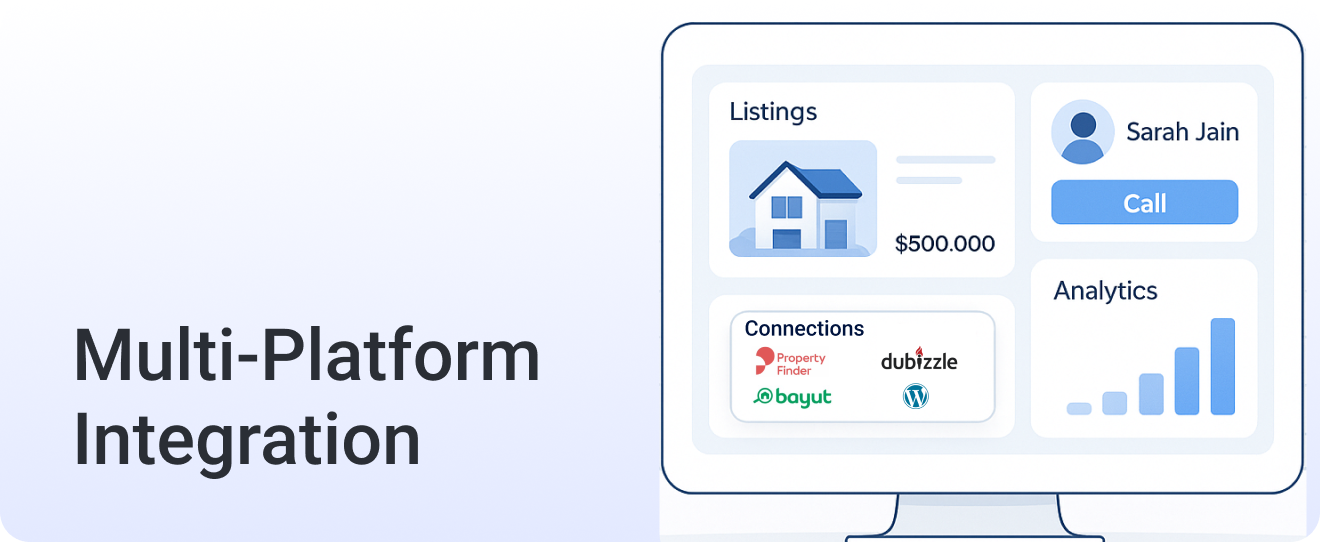 Multi-Platform
Integration
Listings
$500.000
Sarah Jain
Call
Connections
Property
Finder
dubizzle
bayut
Analytics